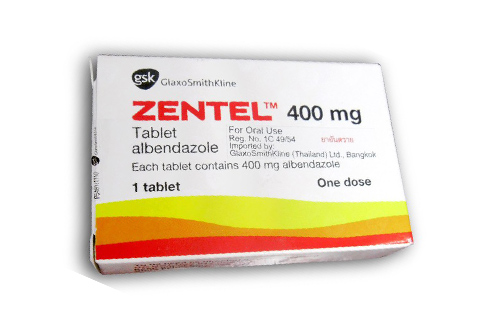 gsk GlaxoSmithKline
ZENTEL™ 400 mg
Tablet
albendazole
For Oral Use
Reg. No. 1C 49/54
Imported by:
GlaxoSmithKline (Thailand) Ltd., Bangkok
ยาอันตราย
Each tablet contains 400 mg albendazole
1 tablet
One dose
gsk